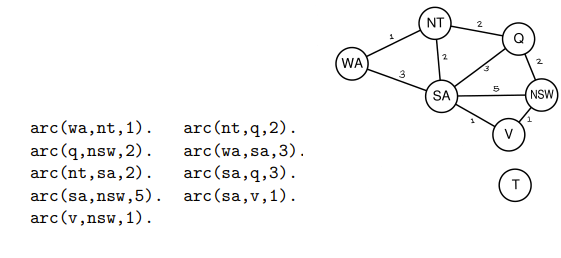 arc(wa,nt,1). arc(nt,q,2).
arc(q,nsw,2). arc(wa,sa,3).
arc(nt,sa,2). arc(sa,q,3).
arc(sa,nsw,5). arc(sa,v,1).
arc(v,nsw,1).
NT
2
1
Q
WA
2
2
3
3
5
SA
NSW
1
1
V
T